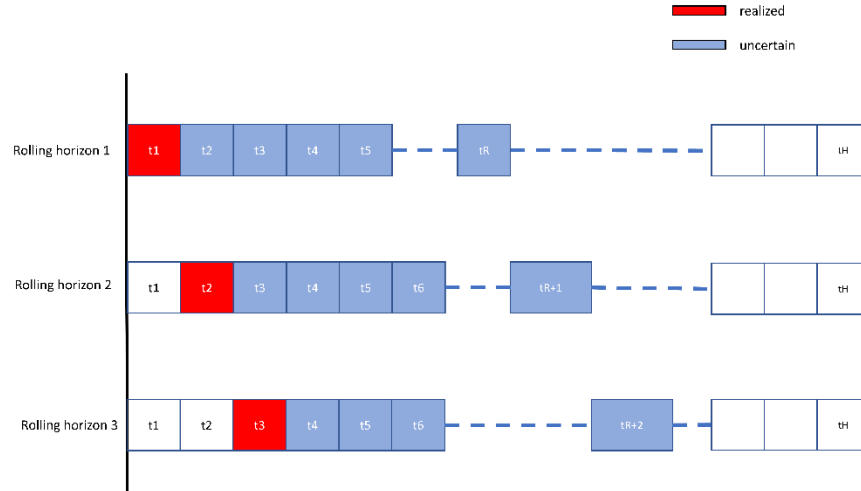 realized
uncertain
Rolling horizon 1 t1 t2 t3 t4 t5 tR tH
Rolling horizon 2 t1 t2 t3 t4 t5 t6 tR+1 tH
Rolling horizon 3 t1 t2 t3 t4 t5 t6 tR+2 tH